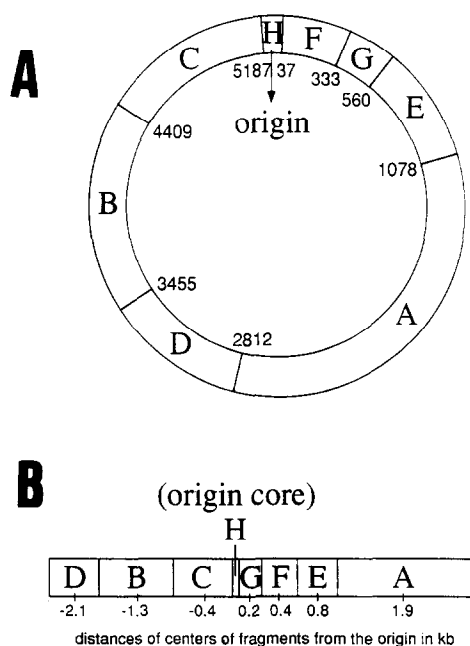 A
C H F G E
5187 37 333 560
origin
4409 1078
B
3455
A
2812
D
B
(origin core)
H
D B C G F E A
-2.1 -1.3 -0.4 0.2 0.4 0.8 1.9
distances of centers of fragments from the origin in kb